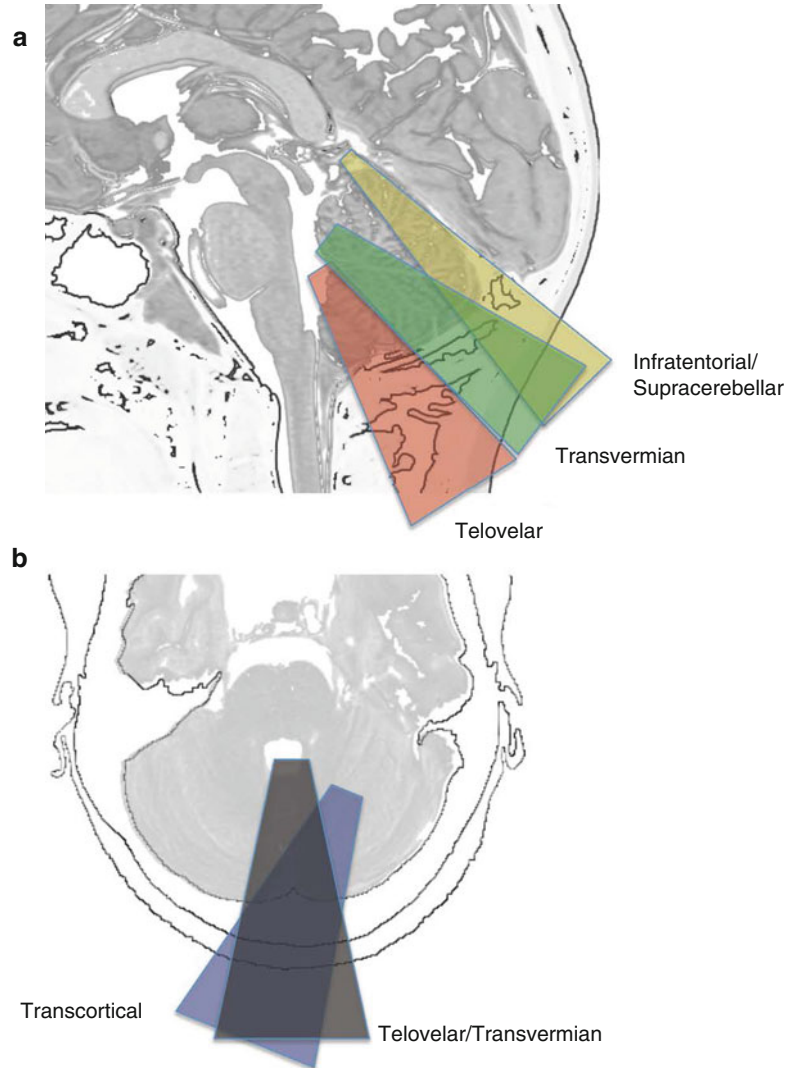 a
Infratentorial/
Supracerebellar
Transvermian
Telovelar
b
Transcortical
Telovelar/Transvermian